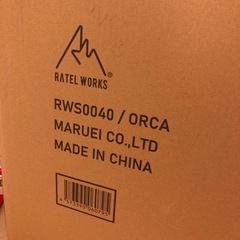 RATEL WORKS®
RWS0040 / ORCA
MARUEI CO.,LTD
MADE IN CHINA